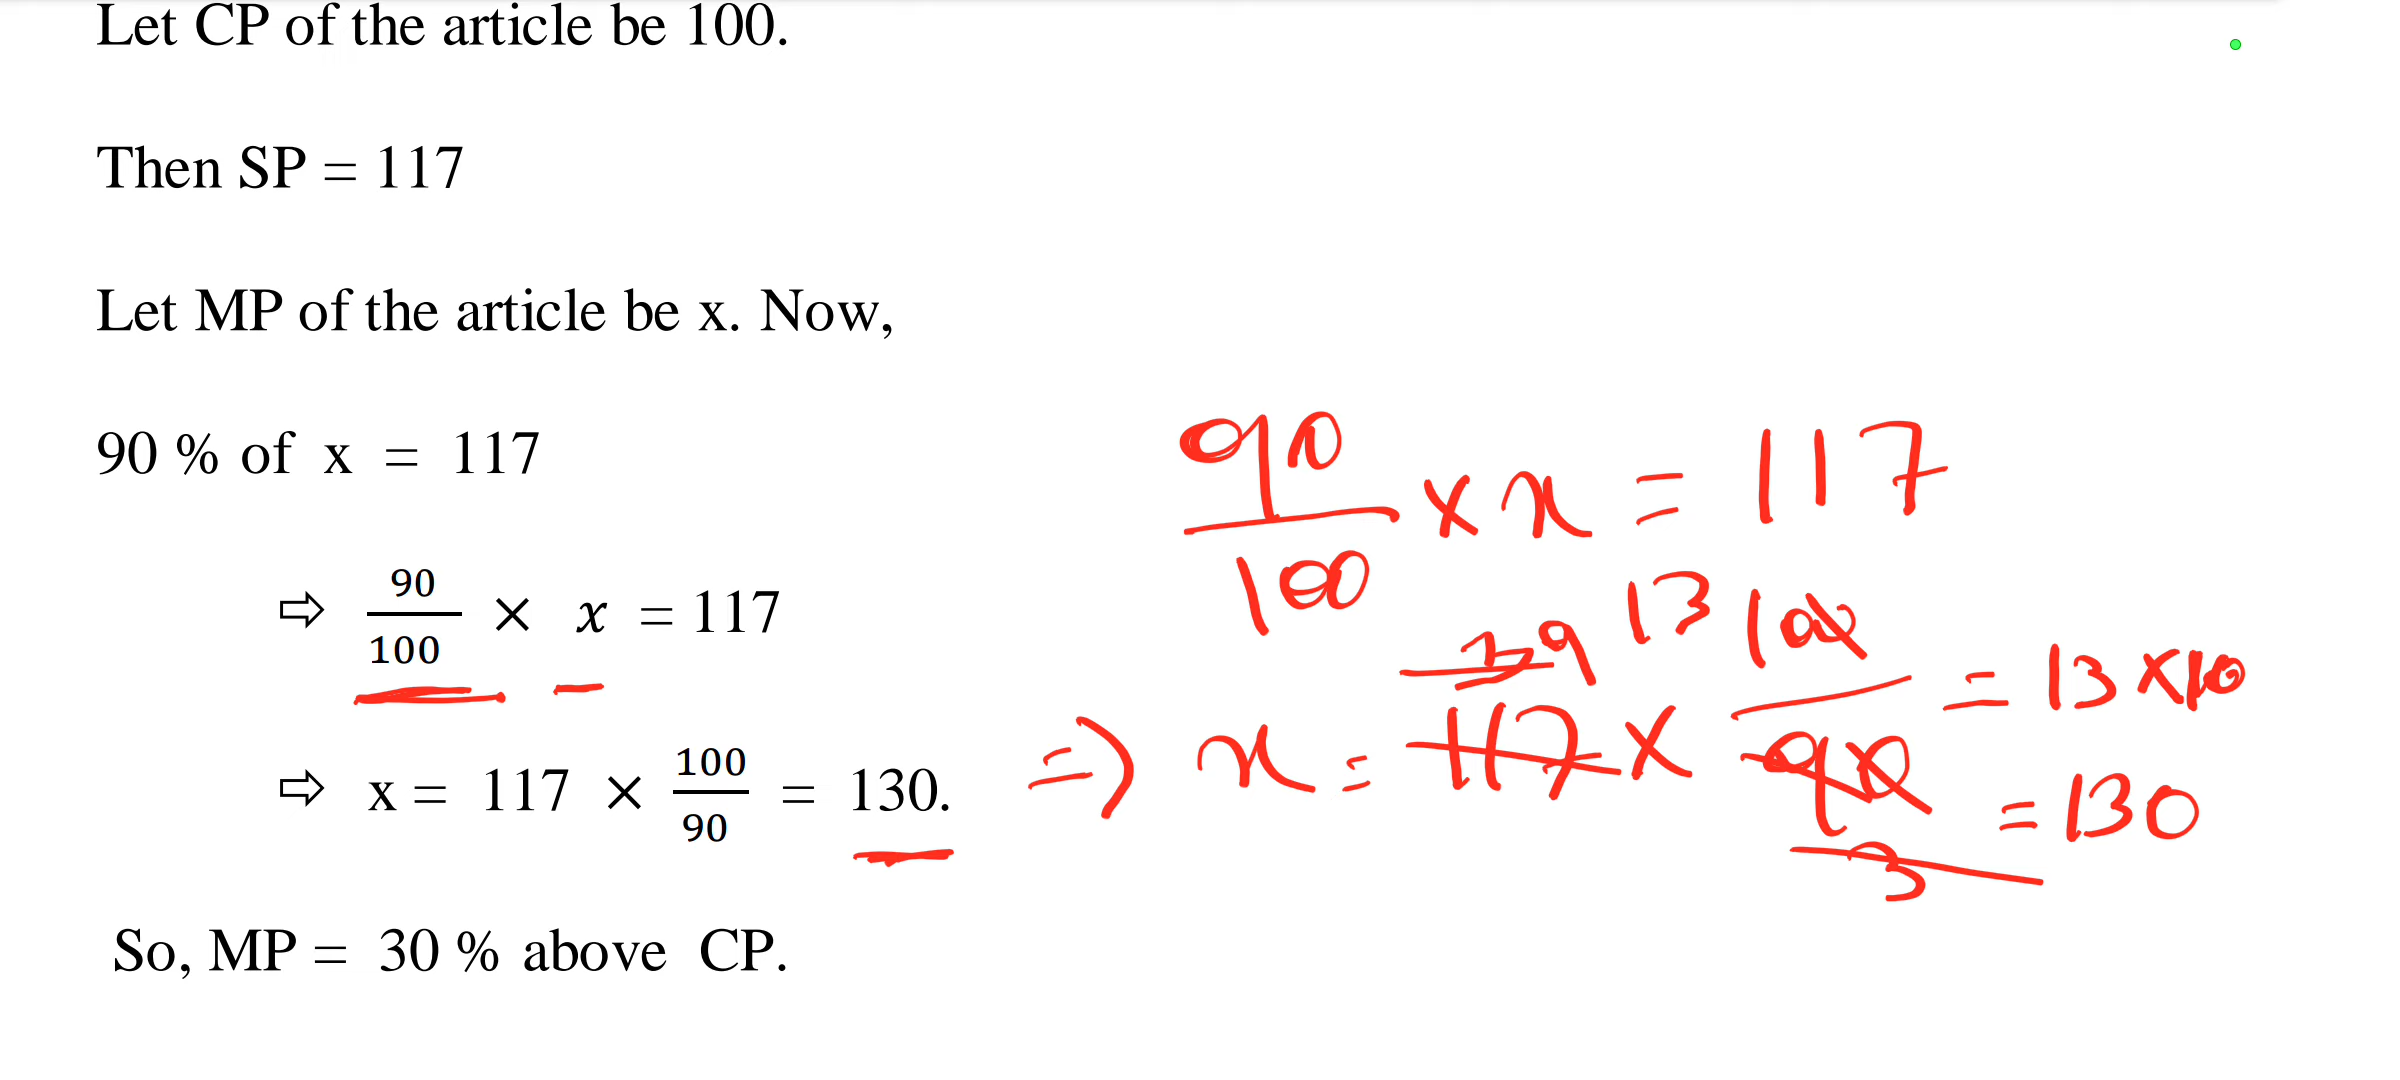 Let CP of the article be 100.
Then SP = 117
Let MP of the article be x. Now,
90 % of x = 117
⇨ 90/100 × x = 117
⇨ x = 117 × 100/90 = 130.
So, MP = 30 % above CP.
90/100 × x = 117
39 13
⇒ x = 117 × 100/90 = 13 × 10
3
= 130